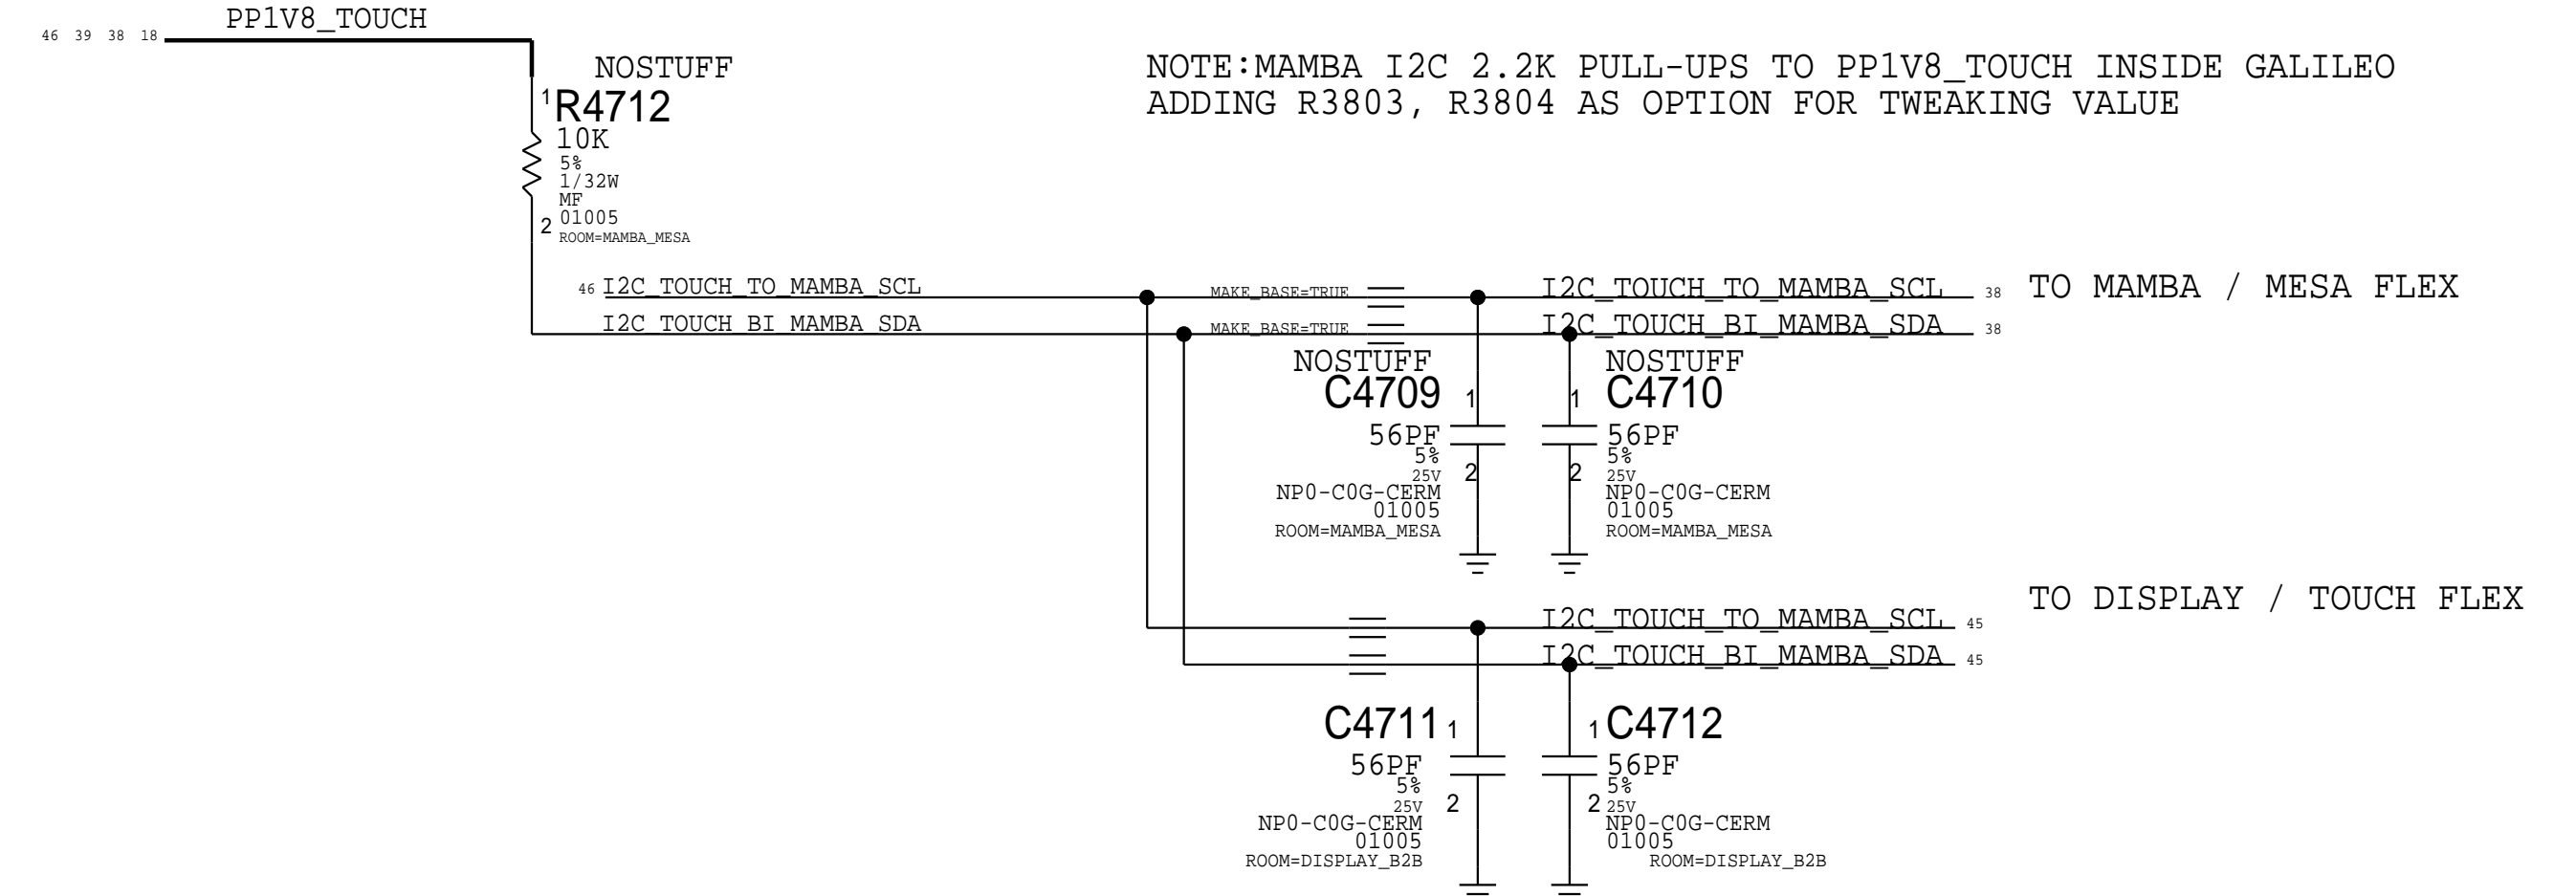 PP1V8_TOUCH
46 39 38 18
NOSTUFF
1
R4712
10K
5%
1/32W
MF
01005
2
ROOM=MAMBA_MESA
NOTE:MAMBA I2C 2.2K PULL-UPS TO PP1V8_TOUCH INSIDE GALILEO
ADDING R3803, R3804 AS OPTION FOR TWEAKING VALUE
46 I2C_TOUCH_TO_MAMBA_SCL
MAKE_BASE=TRUE
I2C_TOUCH_TO_MAMBA_SCL 38
TO MAMBA / MESA FLEX
I2C_TOUCH_BI_MAMBA_SDA
MAKE_BASE=TRUE
I2C_TOUCH_BI_MAMBA_SDA 38
NOSTUFF
C4709
1
56PF
5%
25V
2
NP0-C0G-CERM
01005
ROOM=MAMBA_MESA
NOSTUFF
1
C4710
56PF
5%
2
25V
NP0-C0G-CERM
01005
ROOM=MAMBA_MESA
TO DISPLAY / TOUCH FLEX
I2C_TOUCH_TO_MAMBA_SCL 45
I2C_TOUCH_BI_MAMBA_SDA 45
C4711
1
56PF
5%
25V
2
NP0-C0G-CERM
01005
ROOM=DISPLAY_B2B
1
C4712
56PF
5%
2
25V
NP0-C0G-CERM
01005
ROOM=DISPLAY_B2B